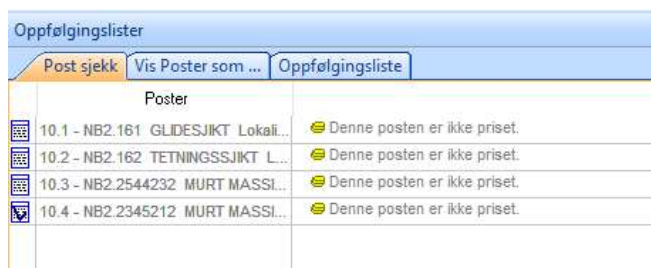 Oppfølgingslister
Post sjekk Vis Poster som ... Oppfølgingsliste
Poster
10.1 - NB2.161 GLIDESJIKT Lokali... Denne posten er ikke priset.
10.2 - NB2.162 TETNINGSSJIKT L... Denne posten er ikke priset.
10.3 - NB2.2544232 MURT MASSI... Denne posten er ikke priset.
10.4 - NB2.2345212 MURT MASSI... Denne posten er ikke priset.